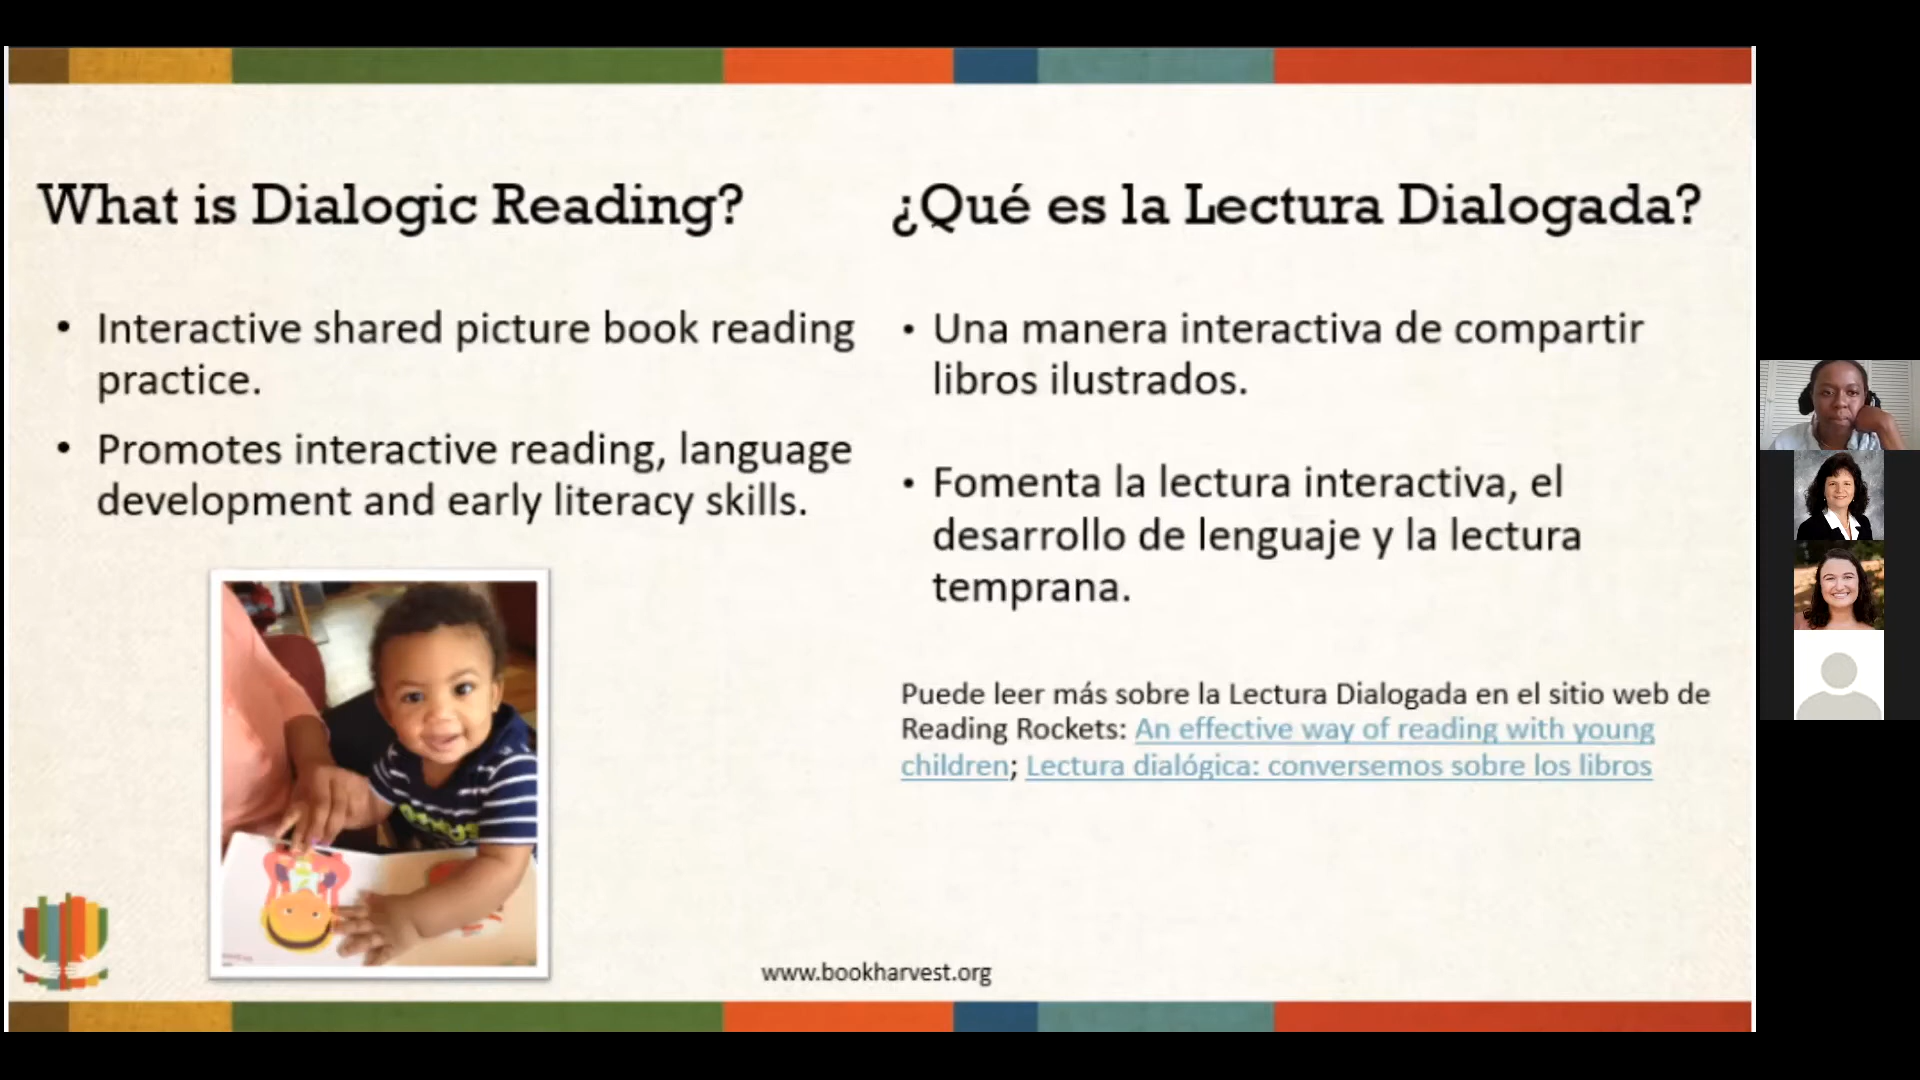 What is Dialogic Reading?
• Interactive shared picture book reading
practice.
• Promotes interactive reading, language
development and early literacy skills.
¿Qué es la Lectura Dialogada?
• Una manera interactiva de compartir
libros ilustrados.
• Fomenta la lectura interactiva, el
desarrollo de lenguaje y la lectura
temprana.
Puede leer más sobre la Lectura Dialogada en el sitio web de
Reading Rockets: An effective way of reading with young
children; Lectura dialógica: conversemos sobre los libros
www.bookharvest.org